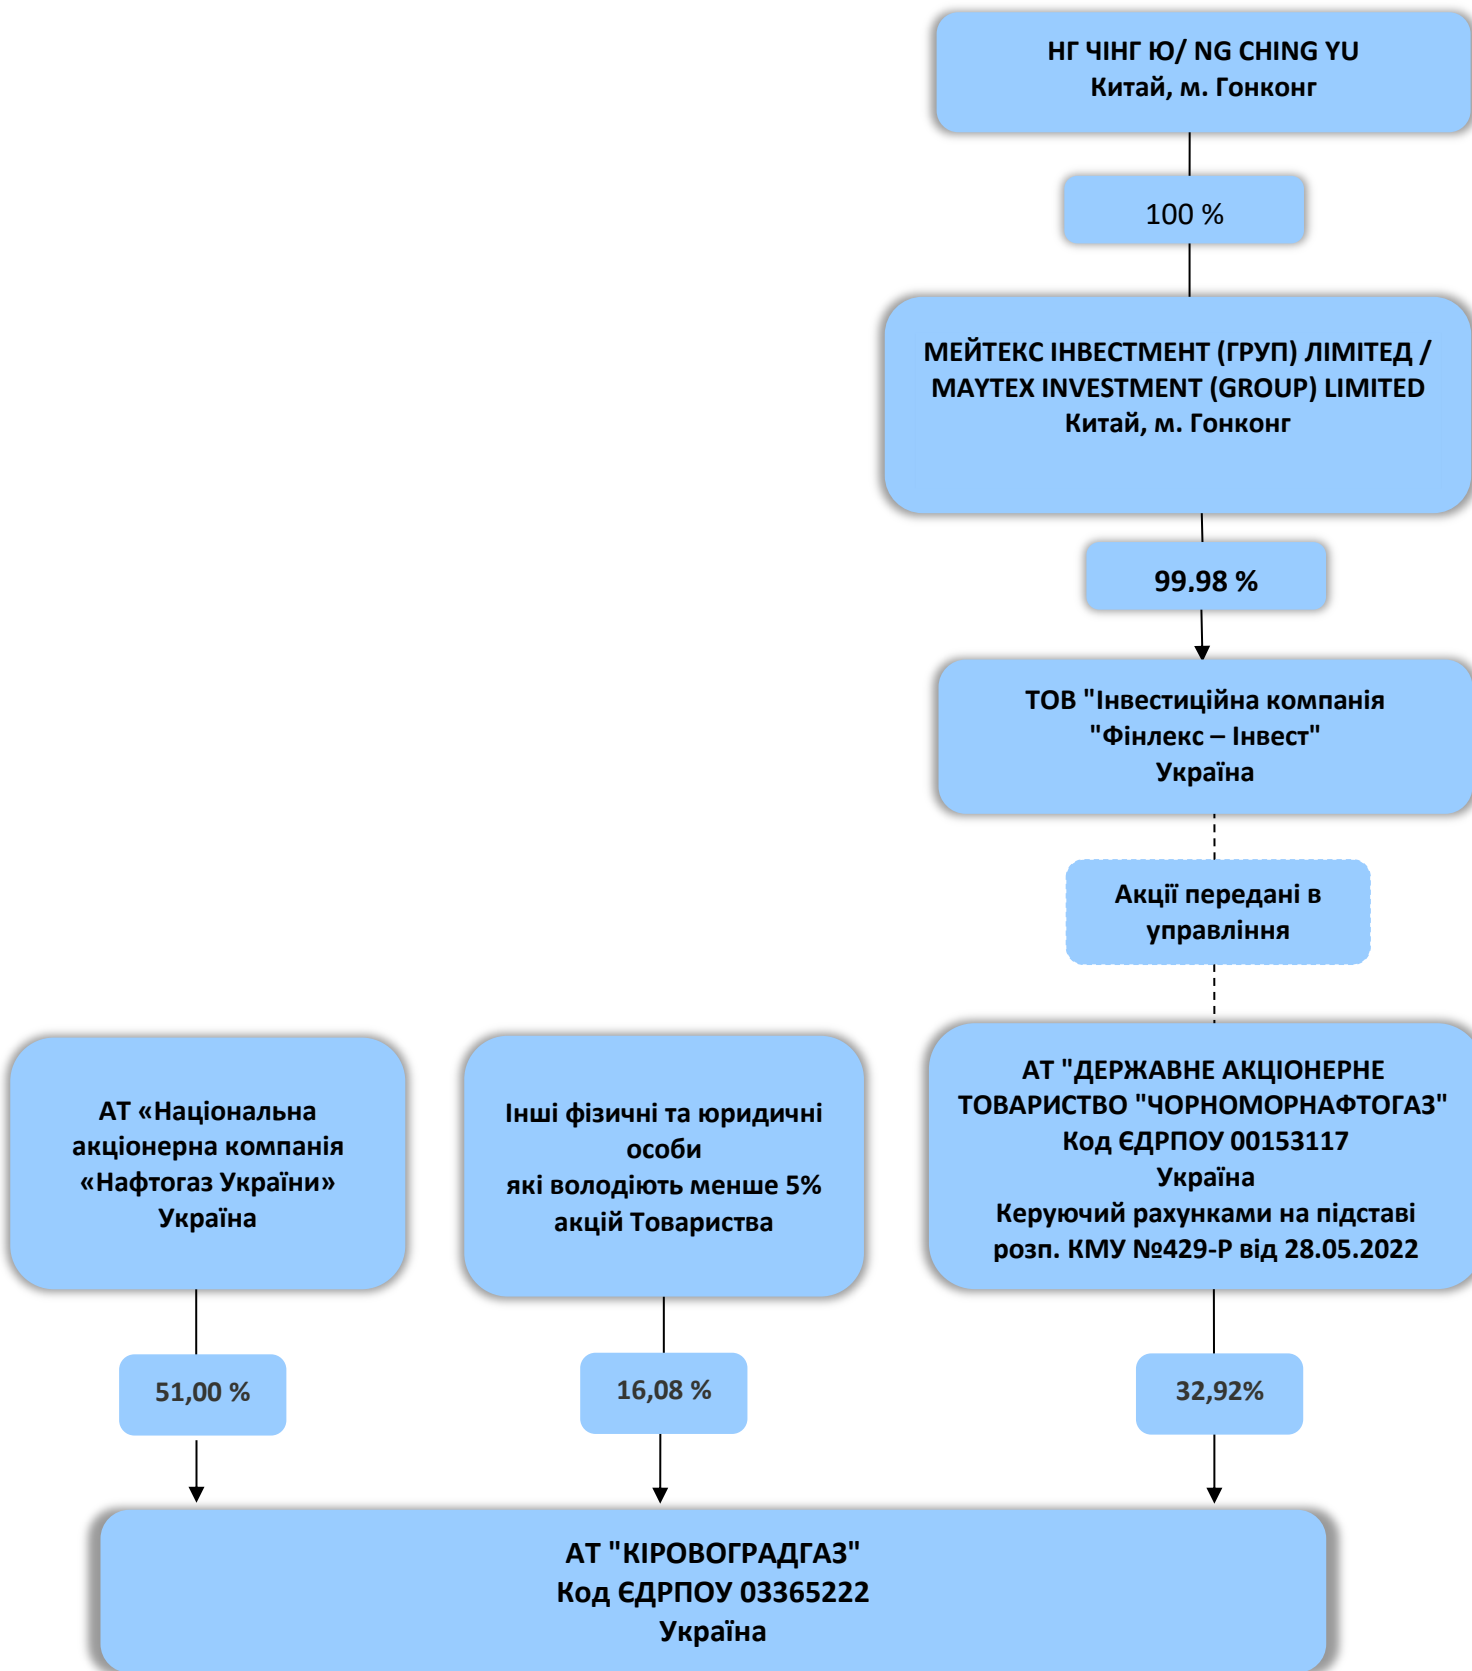 НГ ЧІНГ Ю/ NG CHING YU
Китай, м. Гонконг
100 %
МЕЙТЕКС ІНВЕСТМЕНТ (ГРУП) ЛІМІТЕД /
MAYTEX INVESTMENT (GROUP) LIMITED
Китай, м. Гонконг
99,98 %
ТОВ "Інвестиційна компанія
"Фінлекс – Інвест"
Україна
Акції передані в
управління
АТ «Національна
акціонерна компанія
«Нафтогаз України»
Україна
Інші фізичні та юридичні
особи
які володіють менше 5%
акцій Товариства
АТ "ДЕРЖАВНЕ АКЦІОНЕРНЕ
ТОВАРИСТВО "ЧОРНОМОРНАФТОГАЗ"
Код ЄДРПОУ 00153117
Україна
Керуючий рахунками на підставі
розп. КМУ №429-Р від 28.05.2022
51,00 %
16,08 %
32,92%
АТ "КІРОВОГРАДГАЗ"
Код ЄДРПОУ 03365222
Україна